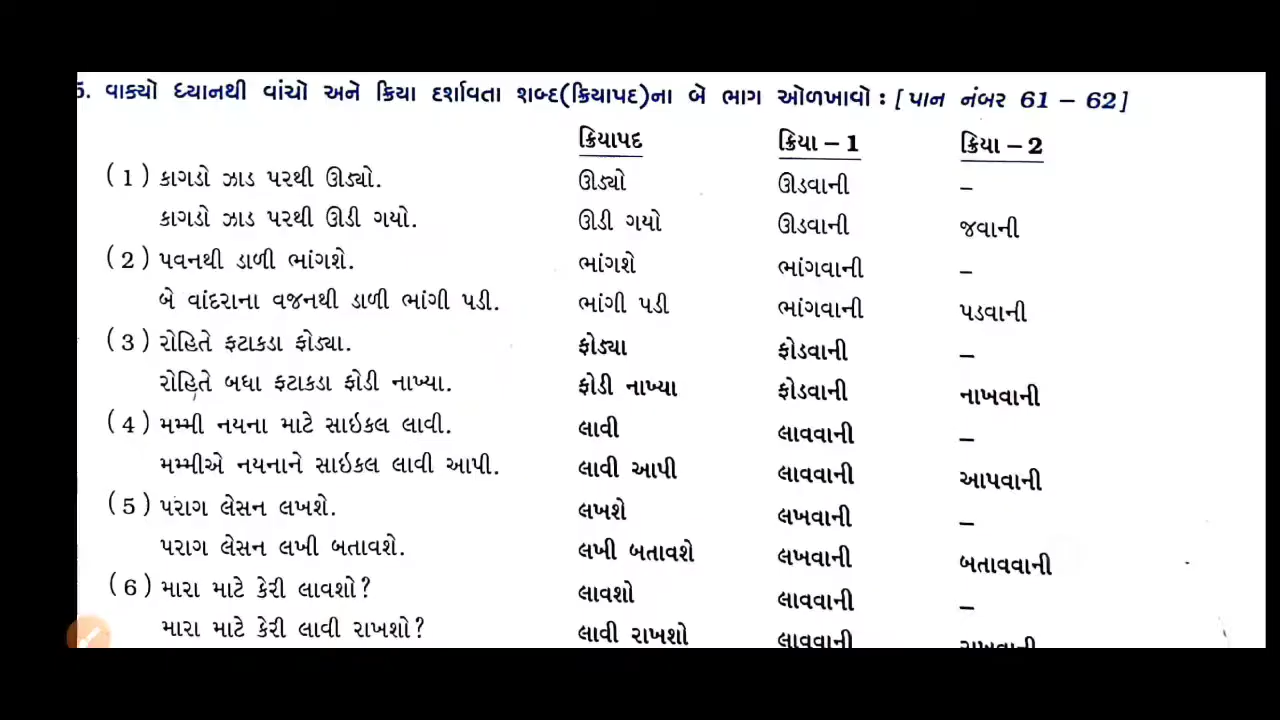 5. વાક્યો ધ્યાનથી વાંચો અને ક્રિયા દર્શાવતા શબ્દ(ક્રિયાપદ)ના બે ભાગ ઓળખાવો : [પાન નંબર 61 – 62]
ક્રિયાપદ ક્રિયા – 1 ક્રિયા – 2
(1) કાગડો ઝાડ પરથી ઊડ્યો. ઊડ્યો ઊડવાની –
કાગડો ઝાડ પરથી ઊડી ગયો. ઊડી ગયો ઊડવાની જવાની
(2) પવનથી ડાળી ભાંગશે. ભાંગશે ભાંગવાની –
બે વાંદરાના વજનથી ડાળી ભાંગી પડી. ભાંગી પડી ભાંગવાની પડવાની
(3) રોહિતે ફટાકડા ફોડ્યા. ફોડ્યા ફોડવાની –
રોહિતે બધા ફટાકડા ફોડી નાખ્યા. ફોડી નાખ્યા ફોડવાની નાખવાની
(4) મમ્મી નયના માટે સાઇકલ લાવી. લાવી લાવવાની –
મમ્મીએ નયનાને સાઇકલ લાવી આપી. લાવી આપી લાવવાની આપવાની
(5) પરાગ લેસન લખશે. લખશે લખવાની –
પરાગ લેસન લખી બતાવશે. લખી બતાવશે લખવાની બતાવવાની
(6) મારા માટે કેરી લાવશો? લાવશો લાવવાની –
મારા માટે કેરી લાવી રાખશો? લાવી રાખશો લાવવાની